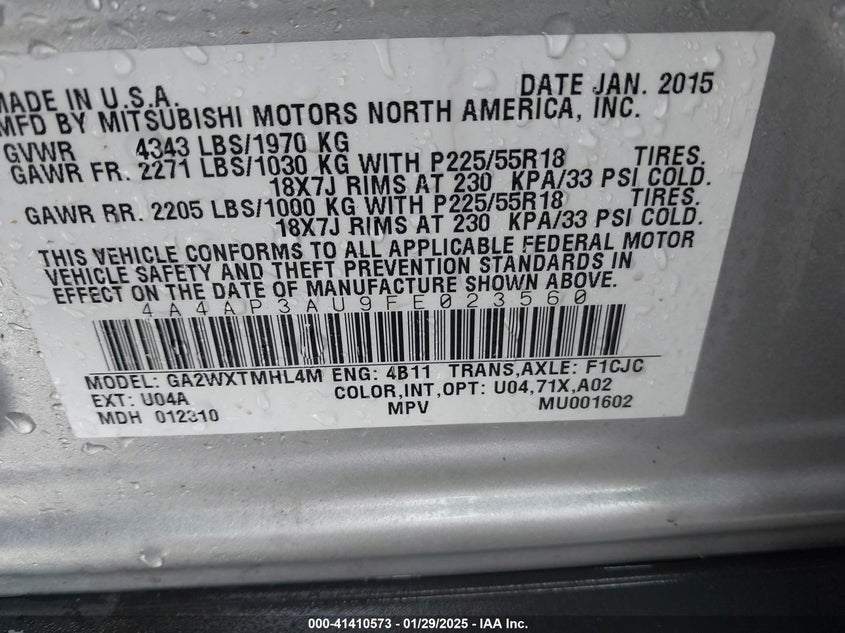 MADE IN U.S.A. DATE JAN. 2015
MFD BY MITSUBISHI MOTORS NORTH AMERICA, INC.
GVWR 4343 LBS/1970 KG
GAWR FR. 2271 LBS/1030 KG WITH P225/55R18 TIRES.
18X7J RIMS AT 230 KPA/33 PSI COLD.
GAWR RR. 2205 LBS/1000 KG WITH P225/55R18 TIRES.
18X7J RIMS AT 230 KPA/33 PSI COLD.
THIS VEHICLE CONFORMS TO ALL APPLICABLE FEDERAL MOTOR
VEHICLE SAFETY AND THEFT PREVENTION STANDARDS IN
EFFECT ON THE DATE OF MANUFACTURE SHOWN ABOVE.
4A4AP3AU9FE023560
MODEL: GA2WXTMHL4M ENG: 4B11 TRANS,AXLE: F1CJC
EXT: U04A COLOR,INT,OPT: U04,71X,A02
MDH 012310 MPV MU001602
000-41410573 - 01/29/2025 - IAA Inc.